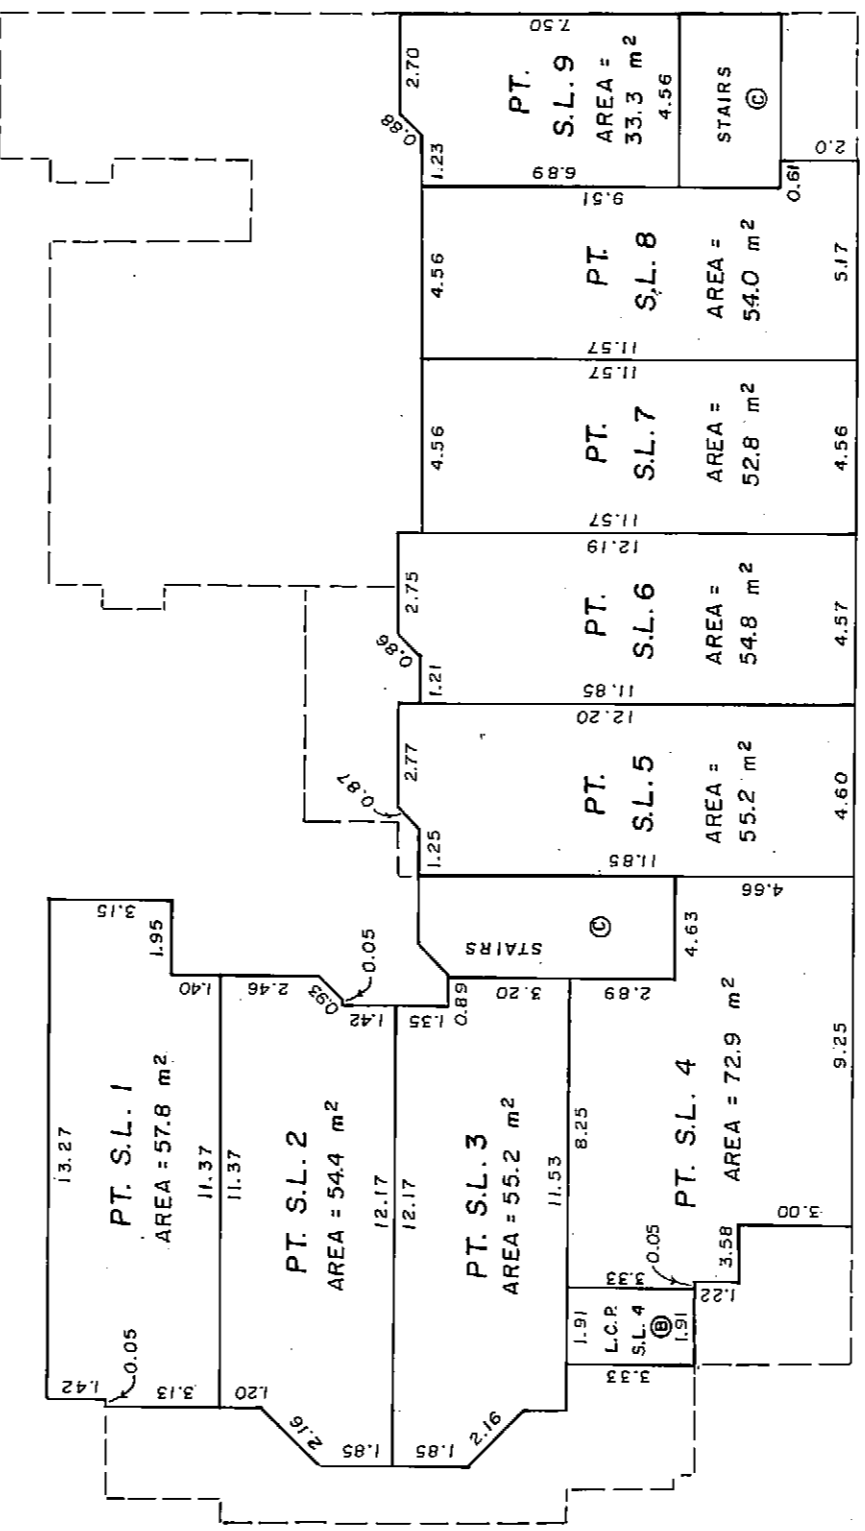 7.50
2.70
0.88
1.23
PT.
S.L. 9
AREA =
33.3 m²
4.56
6.89
STAIRS
Ⓒ
2.0
0.61
9.51
4.56
PT.
S.L. 8
AREA =
54.0 m²
5.17
11.57
11.57
4.56
PT.
S.L. 7
AREA =
52.8 m²
4.56
11.57
12.19
2.75
0.86
1.21
PT.
S.L. 6
AREA =
54.8 m²
4.57
11.85
12.20
2.77
0.87
1.25
PT.
S.L. 5
AREA =
55.2 m²
4.60
11.85
4.66
STAIRS
Ⓒ
4.63
3.15
1.95
1.40
13.27
PT. S.L. 1
AREA = 57.8 m²
11.37
1.42
0.05
3.13
2.46
0.93
0.05
1.42
11.37
PT. S.L. 2
AREA = 54.4 m²
12.17
1.20
2.16
1.85
1.35
0.89
3.20
12.17
PT. S.L. 3
AREA = 55.2 m²
11.53
1.85
2.16
2.89
8.25
PT. S.L. 4
AREA = 72.9 m²
9.25
3.00
3.58
0.05
1.22
3.33
1.91
L.C.P.
S.L. 4
Ⓑ
1.91
3.33